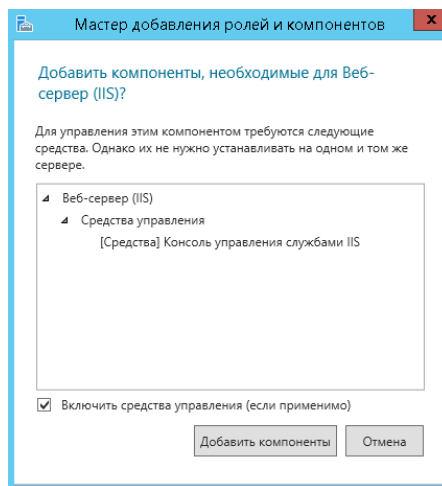 Мастер добавления ролей и компонентов
x
Добавить компоненты, необходимые для Веб-
сервер (IIS)?
Для управления этим компонентом требуются следующие
средства. Однако их не нужно устанавливать на одном и том же
сервере.
Веб-сервер (IIS)
Средства управления
[Средства] Консоль управления службами IIS
Включить средства управления (если применимо)
Добавить компоненты Отмена